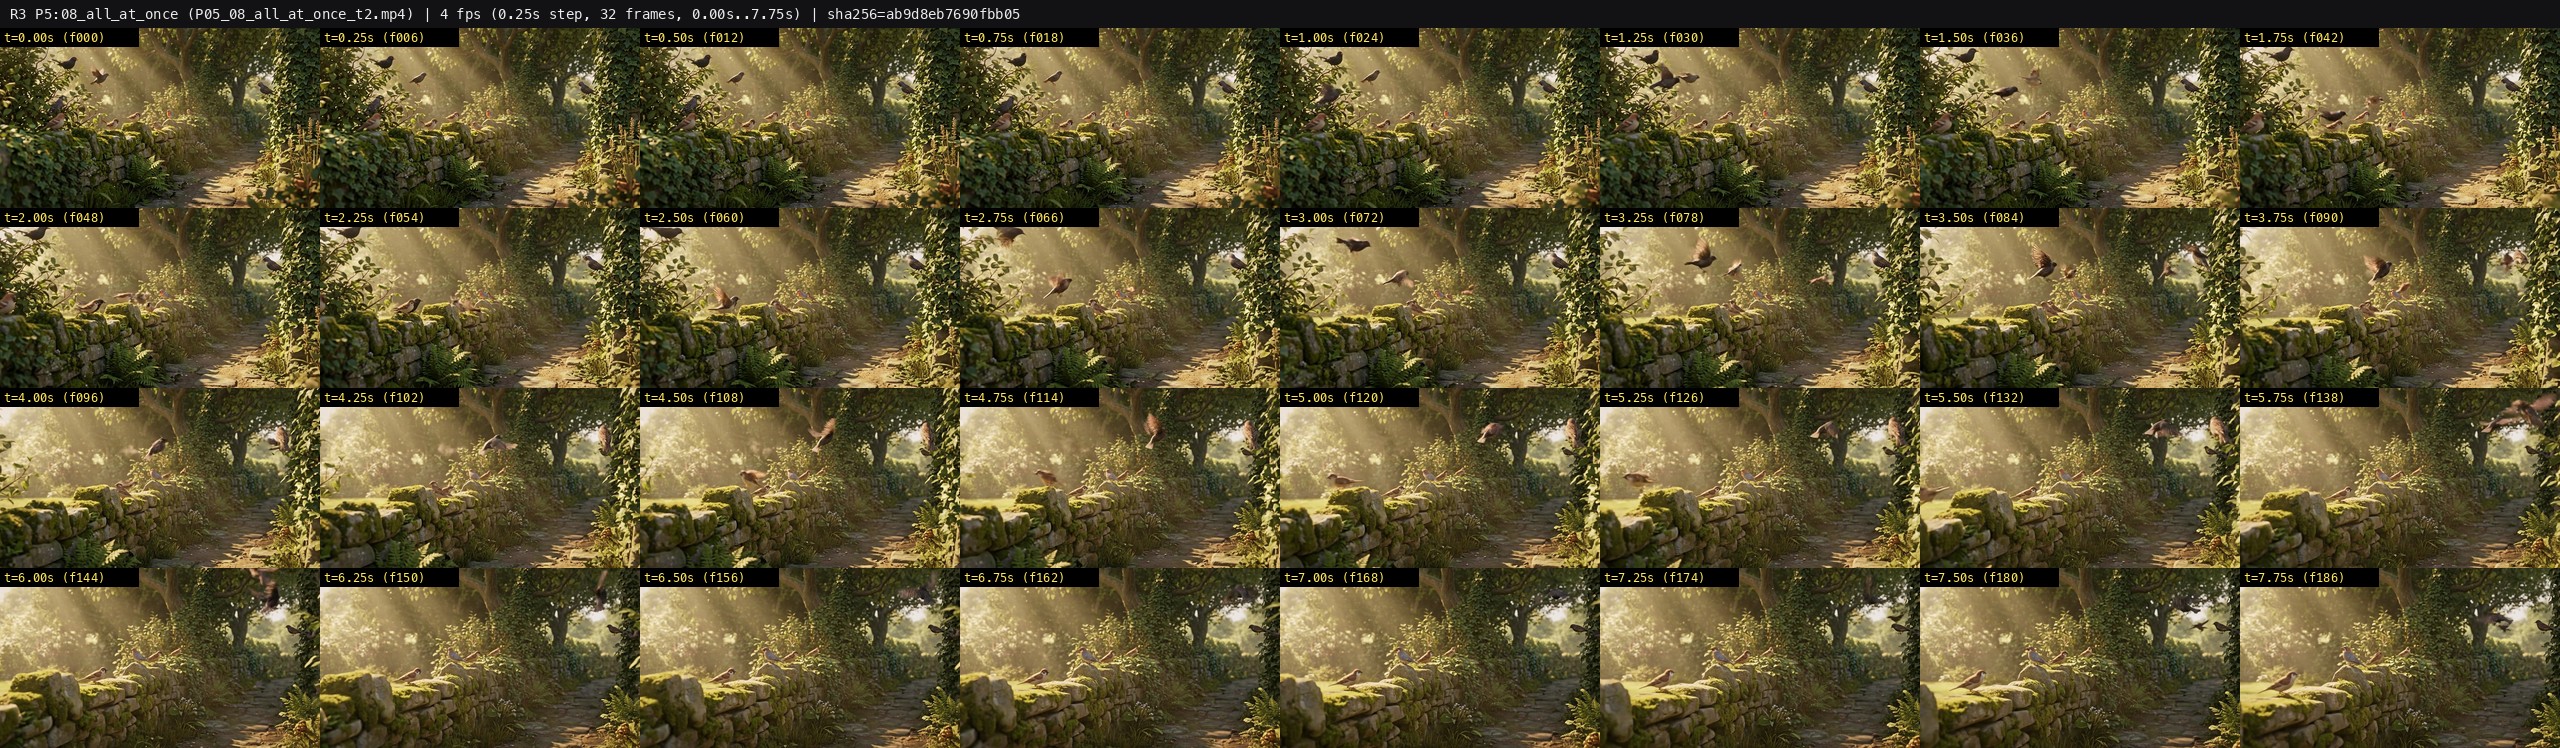 R3 P5:08_all_at_once (P05_08_all_at_once_t2.mp4) | 4 fps (0.25s step, 32 frames, 0.00s..7.75s) | sha256=ab9d8eb7690fbb05
t=0.00s (f000)
t=0.25s (f006)
t=0.50s (f012)
t=0.75s (f018)
t=1.00s (f024)
t=1.25s (f030)
t=1.50s (f036)
t=1.75s (f042)
t=2.00s (f048)
t=2.25s (f054)
t=2.50s (f060)
t=2.75s (f066)
t=3.00s (f072)
t=3.25s (f078)
t=3.50s (f084)
t=3.75s (f090)
t=4.00s (f096)
t=4.25s (f102)
t=4.50s (f108)
t=4.75s (f114)
t=5.00s (f120)
t=5.25s (f126)
t=5.50s (f132)
t=5.75s (f138)
t=6.00s (f144)
t=6.25s (f150)
t=6.50s (f156)
t=6.75s (f162)
t=7.00s (f168)
t=7.25s (f174)
t=7.50s (f180)
t=7.75s (f186)